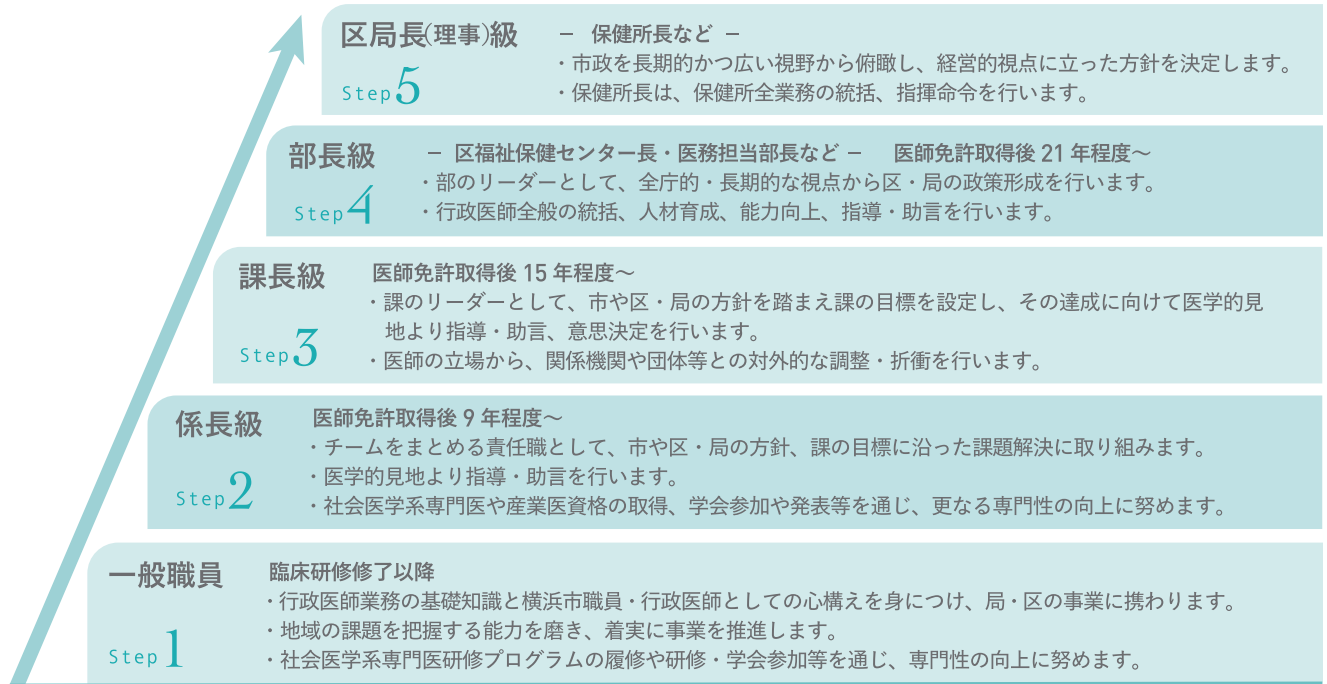 区局長(理事)級 － 保健所長など －
・市政を長期的かつ広い視野から俯瞰し、経営的視点に立った方針を決定します。
Step5 ・保健所長は、保健所全業務の統括、指揮命令を行います。
部長級 － 区福祉保健センター長・医務担当部長など － 医師免許取得後 21 年程度～
・部のリーダーとして、全庁的・長期的な視点から区・局の政策形成を行います。
Step4 ・行政医師全般の統括、人材育成、能力向上、指導・助言を行います。
課長級 医師免許取得後 15 年程度～
・課のリーダーとして、市や区・局の方針を踏まえ課の目標を設定し、その達成に向けて医学的見
地より指導・助言、意思決定を行います。
Step3 ・医師の立場から、関係機関や団体等との対外的な調整・折衝を行います。
係長級 医師免許取得後 9 年程度～
・チームをまとめる責任職として、市や区・局の方針、課の目標に沿った課題解決に取り組みます。
・医学的見地より指導・助言を行います。
Step2 ・社会医学系専門医や産業医資格の取得、学会参加や発表等を通じ、更なる専門性の向上に努めます。
一般職員 臨床研修修了以降
・行政医師業務の基礎知識と横浜市職員・行政医師としての心構えを身につけ、局・区の事業に携わります。
・地域の課題を把握する能力を磨き、着実に事業を推進します。
Step1 ・社会医学系専門医研修プログラムの履修や研修・学会参加等を通じ、専門性の向上に努めます。